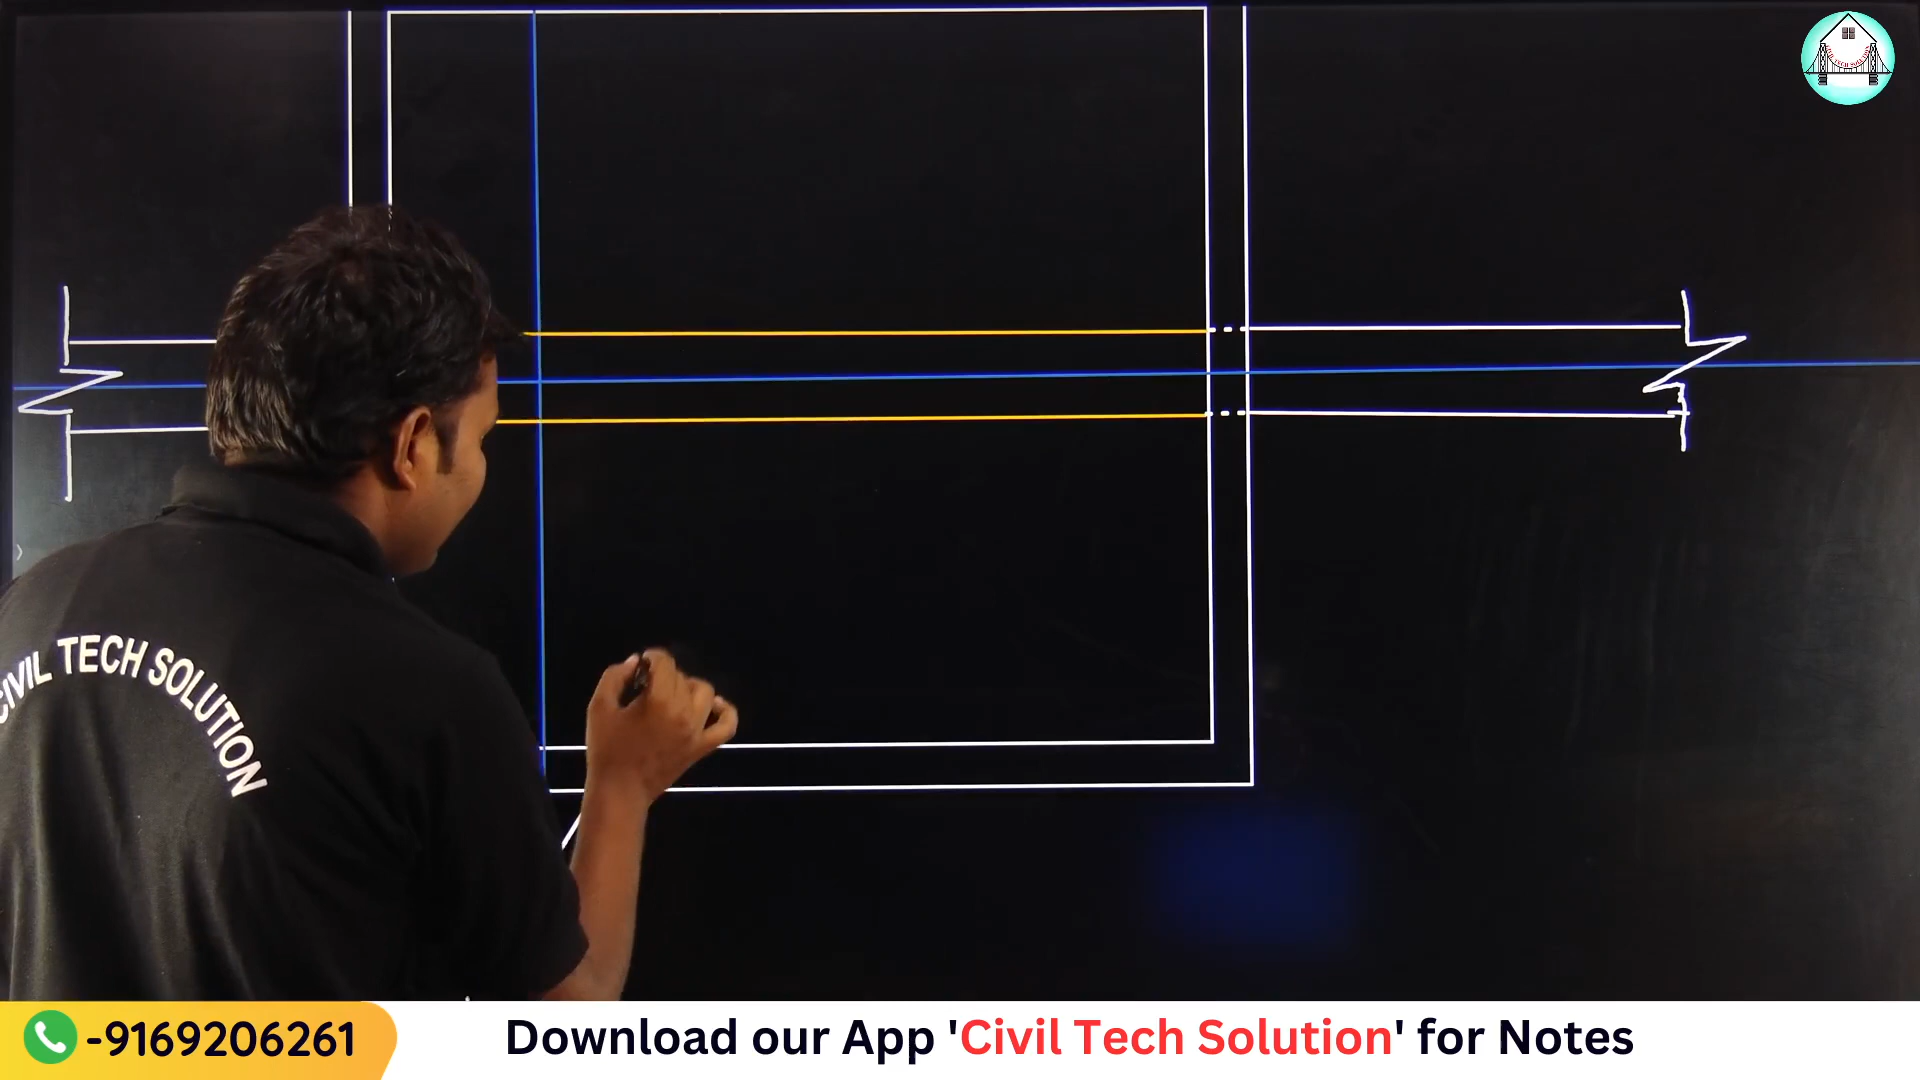 CIVIL TECH SOLUTION
-9169206261
Download our App 'Civil Tech Solution' for Notes